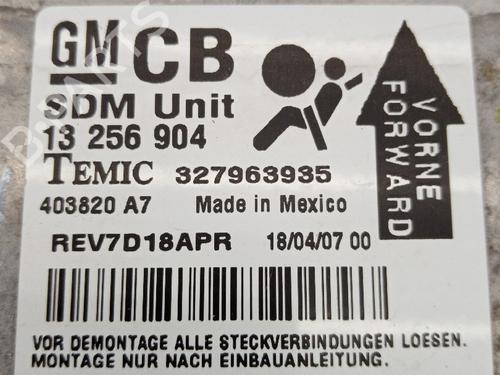 GM CB
SDM Unit
13 256 904
TEMIC 327963935
403820 A7 Made in Mexico
REV7D18APR 18/04/07 00
VORNE
FORWARD
VOR DEMONTAGE ALLE STECKVERBINDUNGEN LOESEN.
MONTAGE NUR NACH EINBAUANLEITUNG.
B-PARTS